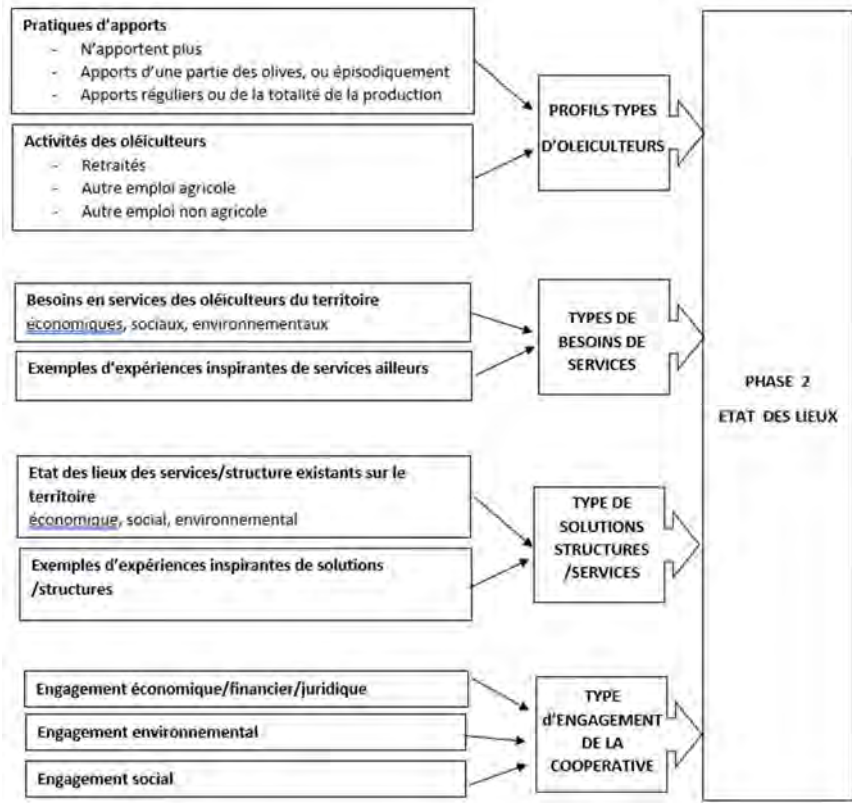 Pratiques d'apports
- N'apportent plus
- Apports d'une partie des olives, ou épisodiquement
- Apports réguliers ou de la totalité de la production
Activités des oléiculteurs
- Retraités
- Autre emploi agricole
- Autre emploi non agricole
PROFILS TYPES
D'OLEICULTEURS
Besoins en services des oléiculteurs du territoire
économiques, sociaux, environnementaux
Exemples d'expériences inspirantes de services ailleurs
TYPES DE
BESOINS DE
SERVICES
Etat des lieux des services/structure existants sur le
territoire
économique, social, environnemental
Exemples d'expériences inspirantes de solutions
/structures
TYPE DE
SOLUTIONS
STRUCTURES
/SERVICES
Engagement économique/financier/juridique
Engagement environnemental
Engagement social
TYPE
d'ENGAGEMENT
DE LA
COOPERATIVE
PHASE 2
ETAT DES LIEUX